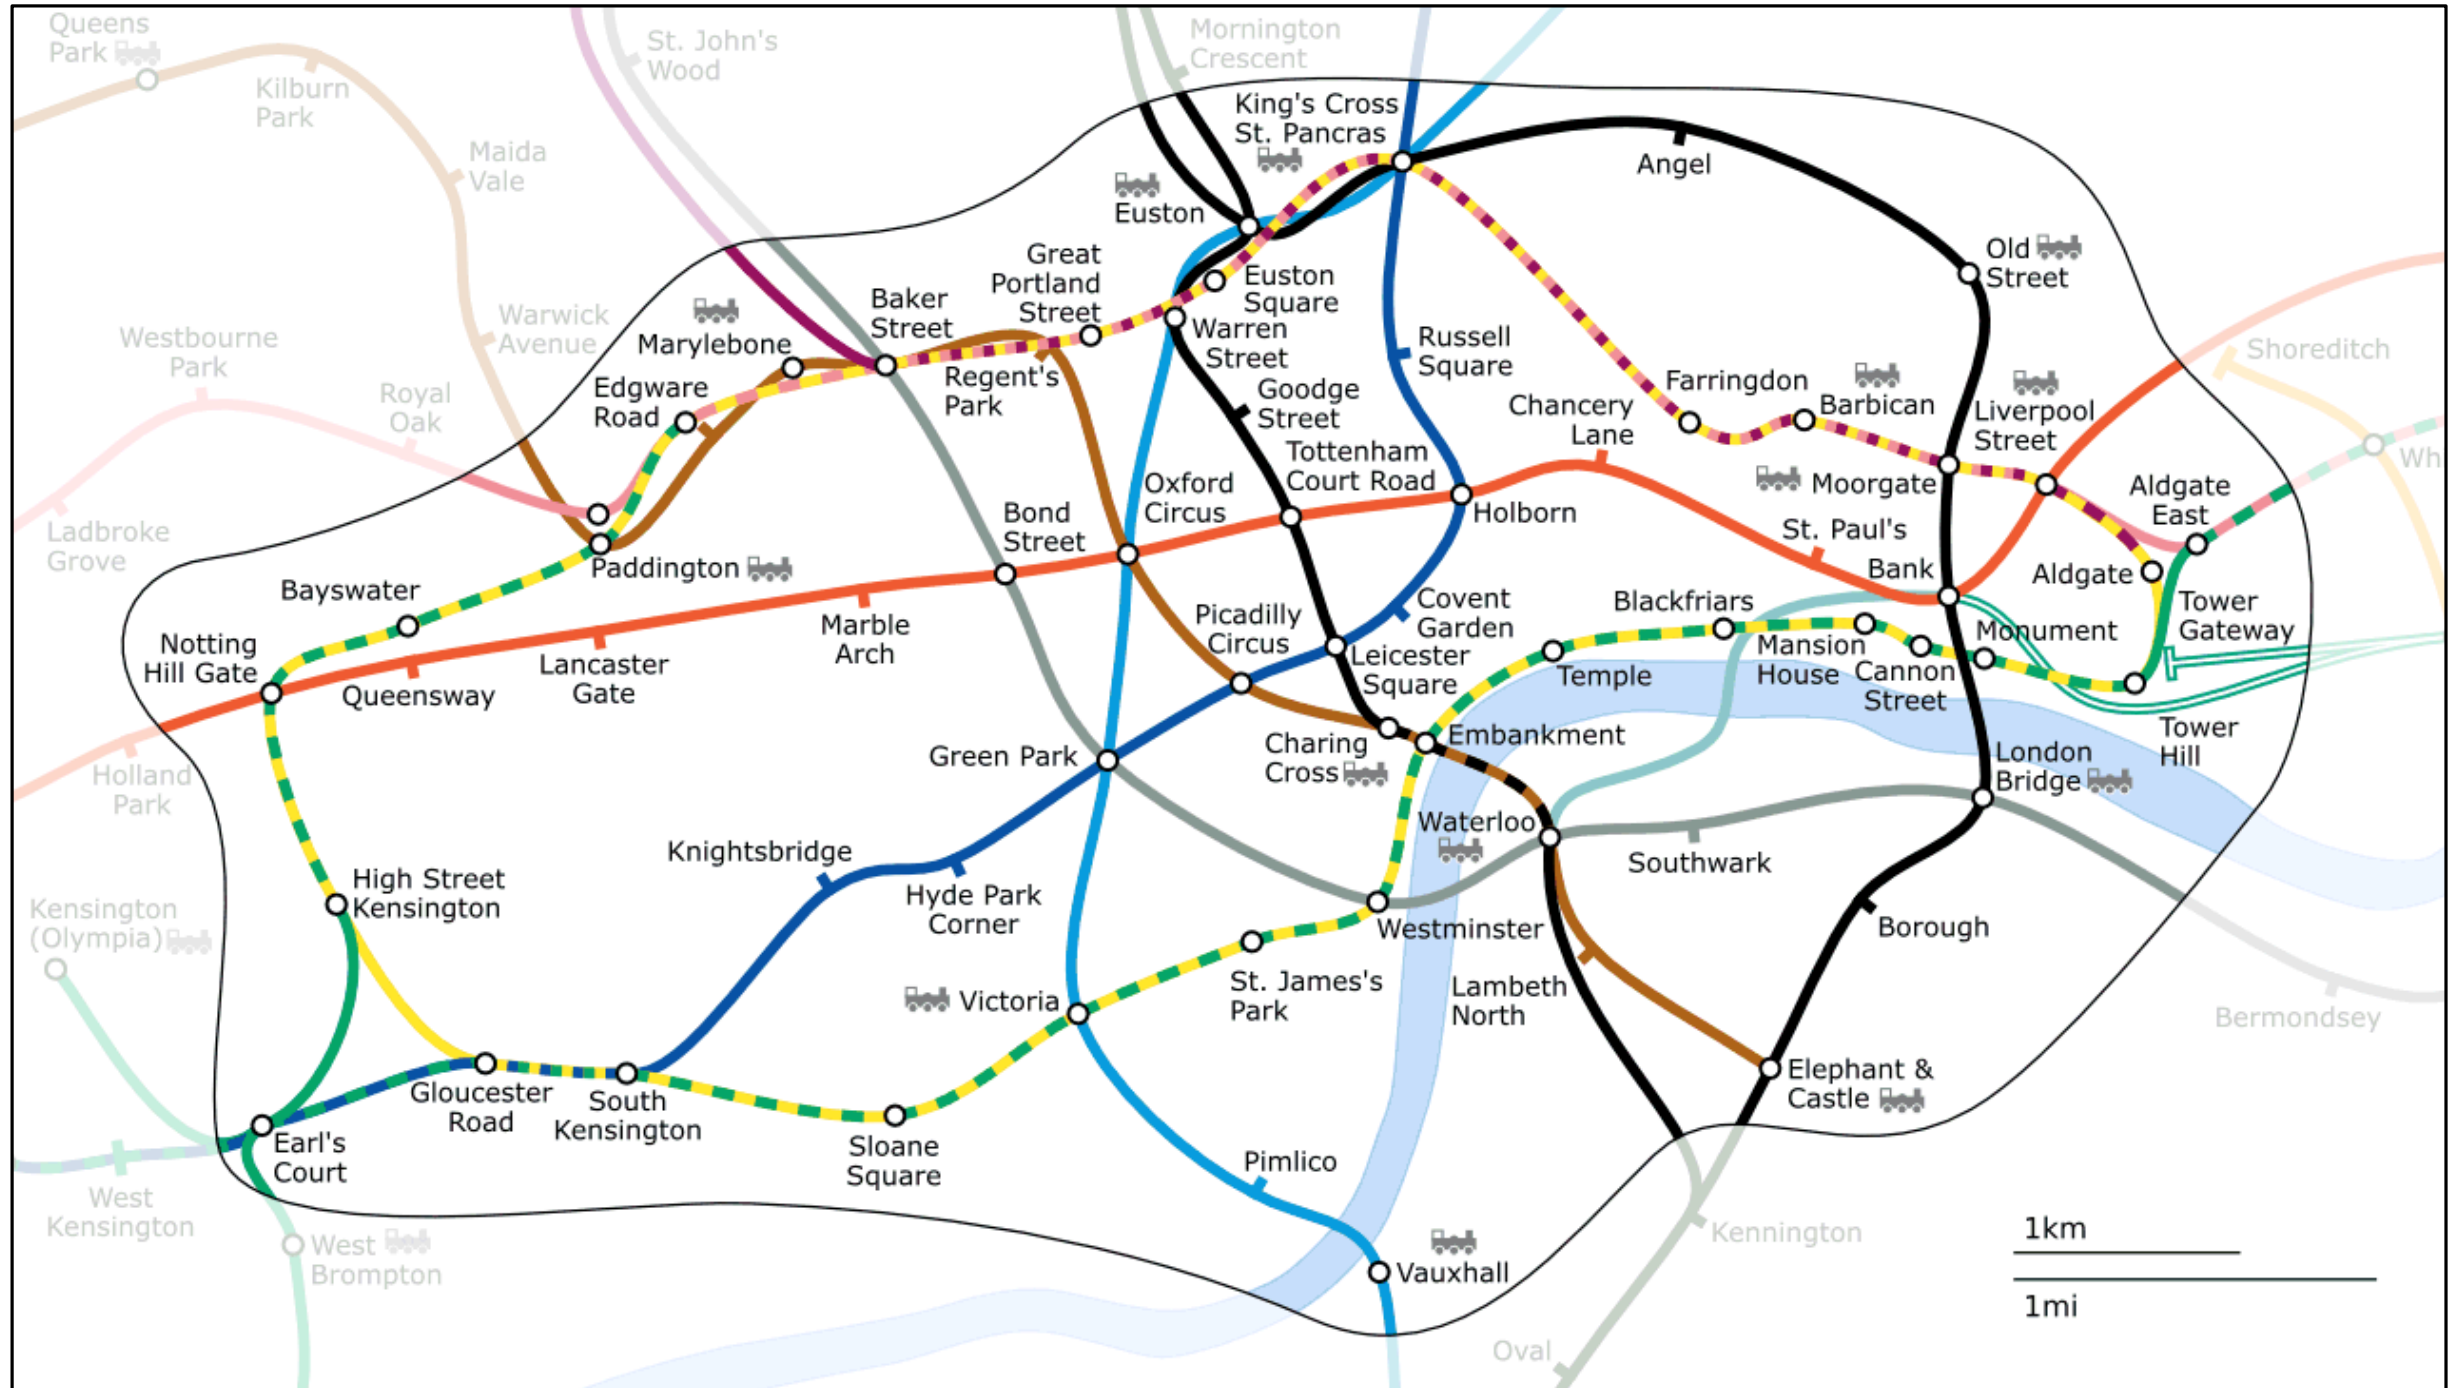 Queens
Park
Kilburn
Park
St. John's
Wood
Mornington
Crescent
Maida
Vale
King's Cross
St. Pancras
Angel
Euston
Old
Street
Great
Portland
Street
Euston
Square
Baker
Street
Warwick
Avenue
Marylebone
Warren
Street
Russell
Square
Shoreditch
Westbourne
Park
Edgware
Road
Regent's
Park
Royal
Oak
Goodge
Street
Chancery
Lane
Farringdon
Barbican
Liverpool
Street
Tottenham
Court Road
Wh
Moorgate
Aldgate
East
Oxford
Circus
Holborn
Bond
Street
St. Paul's
Ladbroke
Grove
Paddington
Bank
Aldgate
Bayswater
Marble
Arch
Picadilly
Circus
Covent
Garden
Blackfriars
Tower
Gateway
Notting
Hill Gate
Queensway
Lancaster
Gate
Leicester
Square
Temple
Mansion
House
Monument
Cannon
Street
Tower
Hill
Holland
Park
Green Park
Charing
Cross
Embankment
London
Bridge
Waterloo
Knightsbridge
Hyde Park
Corner
Southwark
High Street
Kensington
Kensington
(Olympia)
Westminster
Borough
Victoria
St. James's
Park
Lambeth
North
Bermondsey
Gloucester
Road
South
Kensington
Elephant &
Castle
Earl's
Court
Sloane
Square
Pimlico
West
Kensington
West
Brompton
Kennington
Vauxhall
Oval
1km
1mi